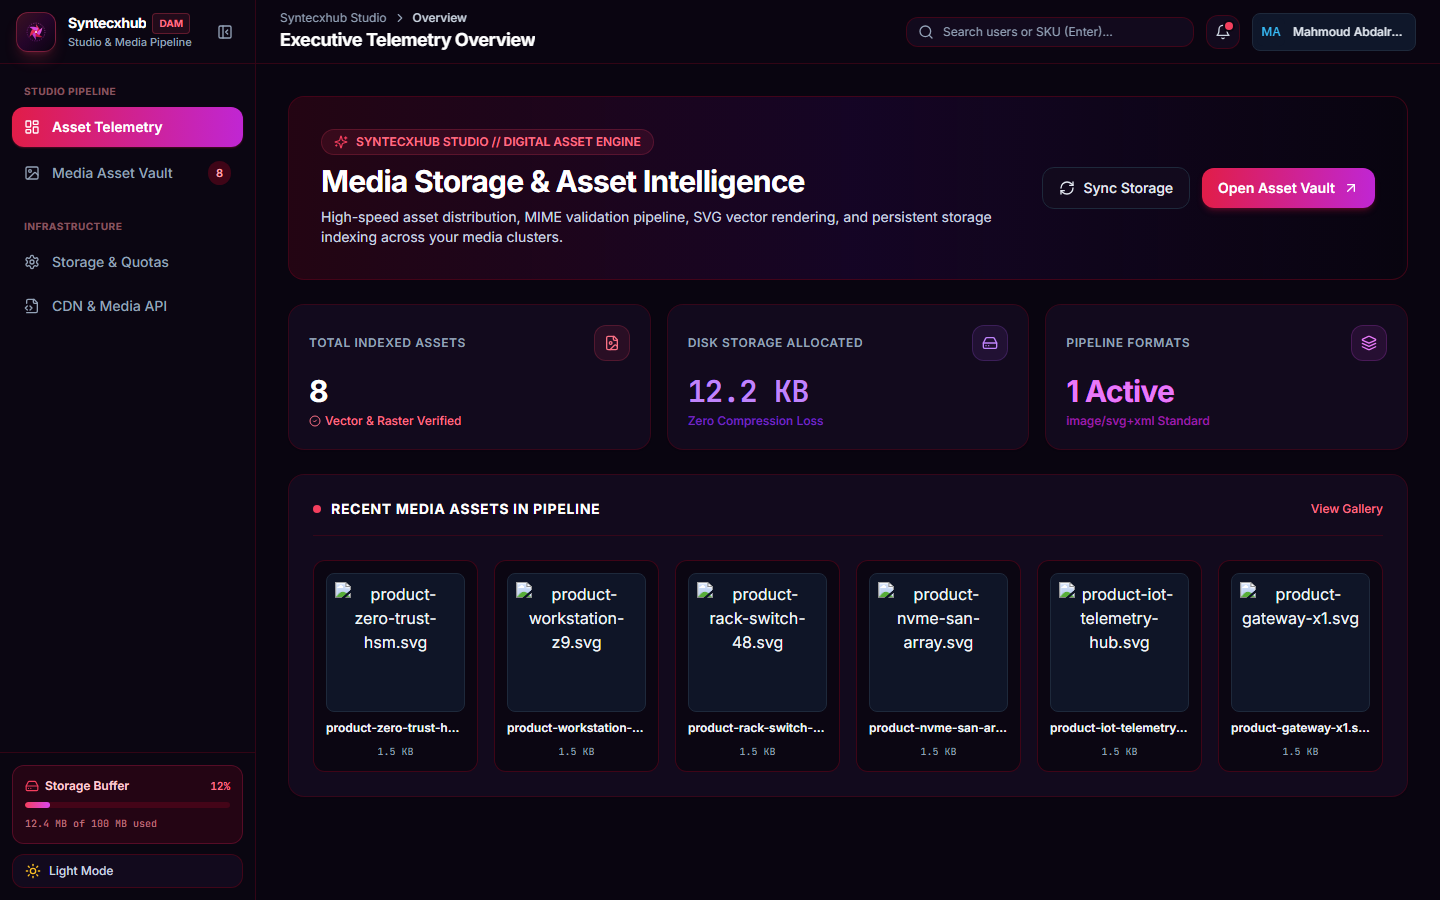 Syntecxhub DAM
Studio & Media Pipeline
STUDIO PIPELINE
Asset Telemetry
Media Asset Vault 8
INFRASTRUCTURE
Storage & Quotas
CDN & Media API
Storage Buffer 12%
12.4 MB of 100 MB used
Light Mode
Syntecxhub Studio > Overview
Executive Telemetry Overview
Search users or SKU (Enter)...
MA Mahmoud Abdalr...
SYNTECXHUB STUDIO // DIGITAL ASSET ENGINE
Media Storage & Asset Intelligence
High-speed asset distribution, MIME validation pipeline, SVG vector rendering, and persistent storage
indexing across your media clusters.
Sync Storage
Open Asset Vault
TOTAL INDEXED ASSETS
8
Vector & Raster Verified
DISK STORAGE ALLOCATED
12.2 KB
Zero Compression Loss
PIPELINE FORMATS
1 Active
image/svg+xml Standard
RECENT MEDIA ASSETS IN PIPELINE
View Gallery
product-
zero-trust-
hsm.svg
product-zero-trust-h...
1.5 KB
product-
workstation-
z9.svg
product-workstation-...
1.5 KB
product-
rack-switch-
48.svg
product-rack-switch-...
1.5 KB
product-
nvme-san-
array.svg
product-nvme-san-ar...
1.5 KB
product-iot-
telemetry-
hub.svg
product-iot-telemetry...
1.5 KB
product-
gateway-x1.svg
product-gateway-x1.s...
1.5 KB